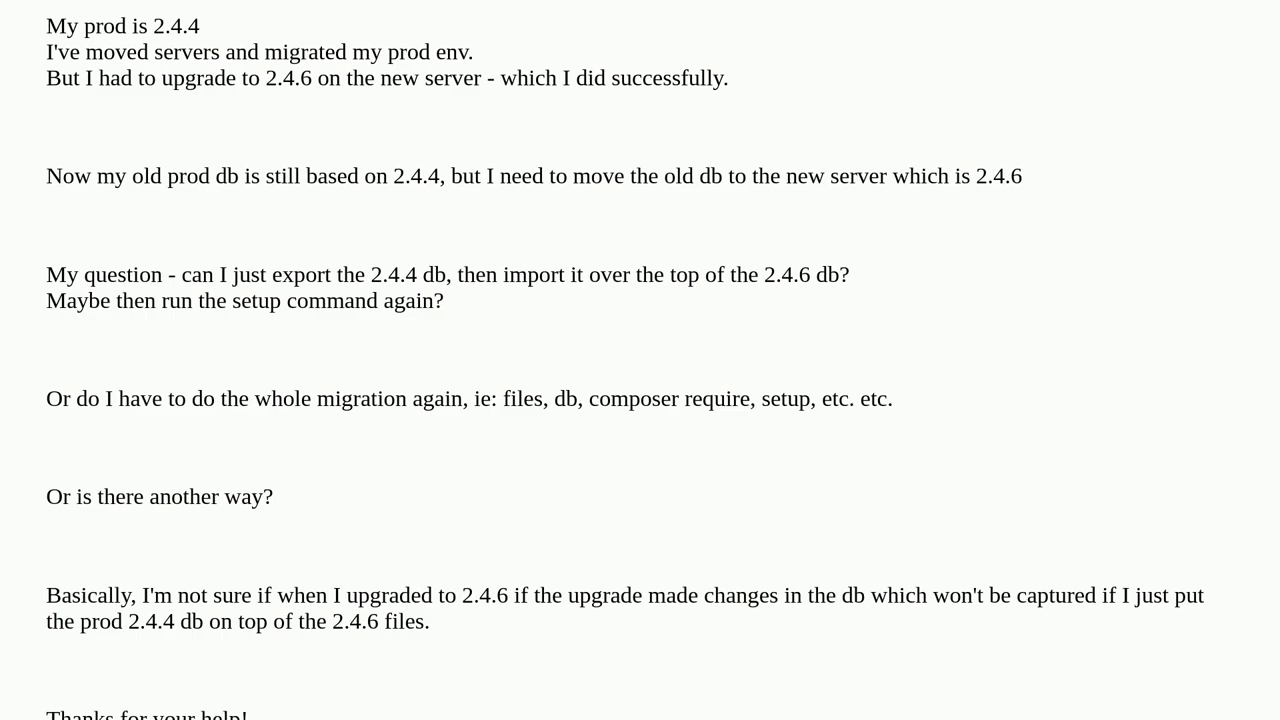 My prod is 2.4.4
I've moved servers and migrated my prod env.
But I had to upgrade to 2.4.6 on the new server - which I did successfully.
Now my old prod db is still based on 2.4.4, but I need to move the old db to the new server which is 2.4.6
My question - can I just export the 2.4.4 db, then import it over the top of the 2.4.6 db?
Maybe then run the setup command again?
Or do I have to do the whole migration again, ie: files, db, composer require, setup, etc. etc.
Or is there another way?
Basically, I'm not sure if when I upgraded to 2.4.6 if the upgrade made changes in the db which won't be captured if I just put
the prod 2.4.4 db on top of the 2.4.6 files.
Thanks for your help!